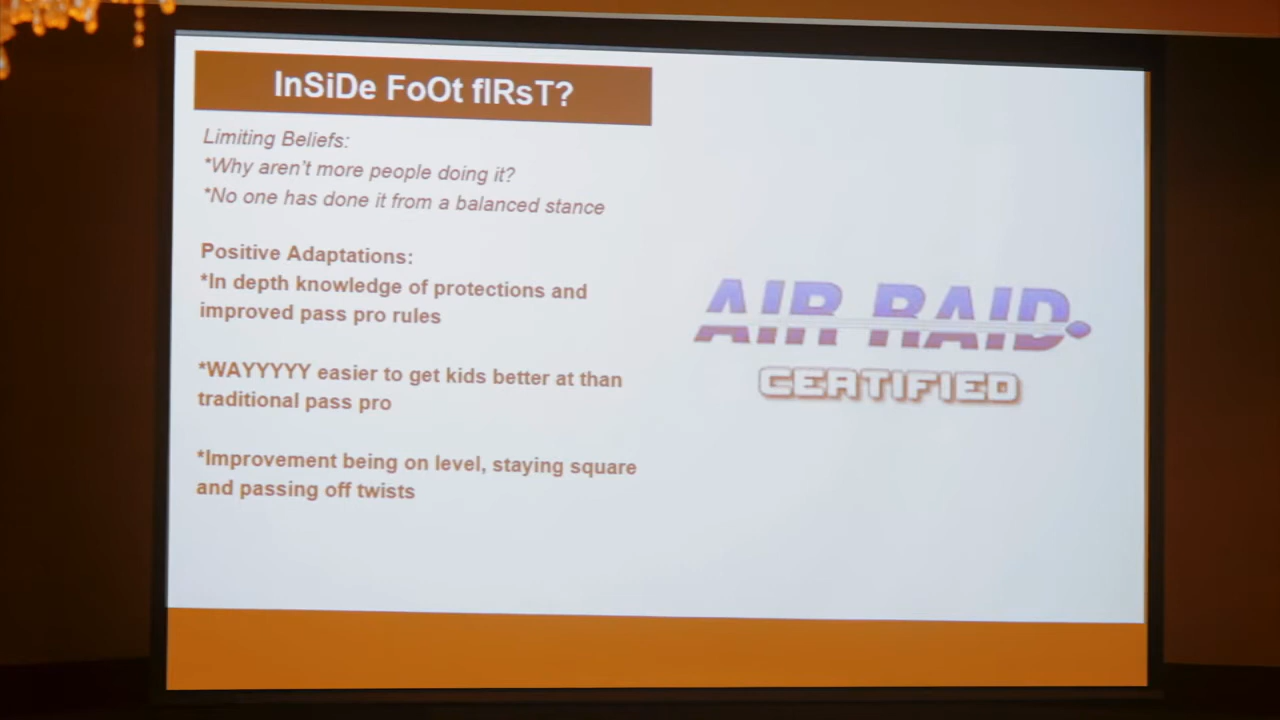 InSiDe FoOt fIRsT?
Limiting Beliefs:
*Why aren't more people doing it?
*No one has done it from a balanced stance
Positive Adaptations:
*In depth knowledge of protections and
improved pass pro rules
*WAYYYYY easier to get kids better at than
traditional pass pro
*Improvement being on level, staying square
and passing off twists
AIR RAID
CERTIFIED